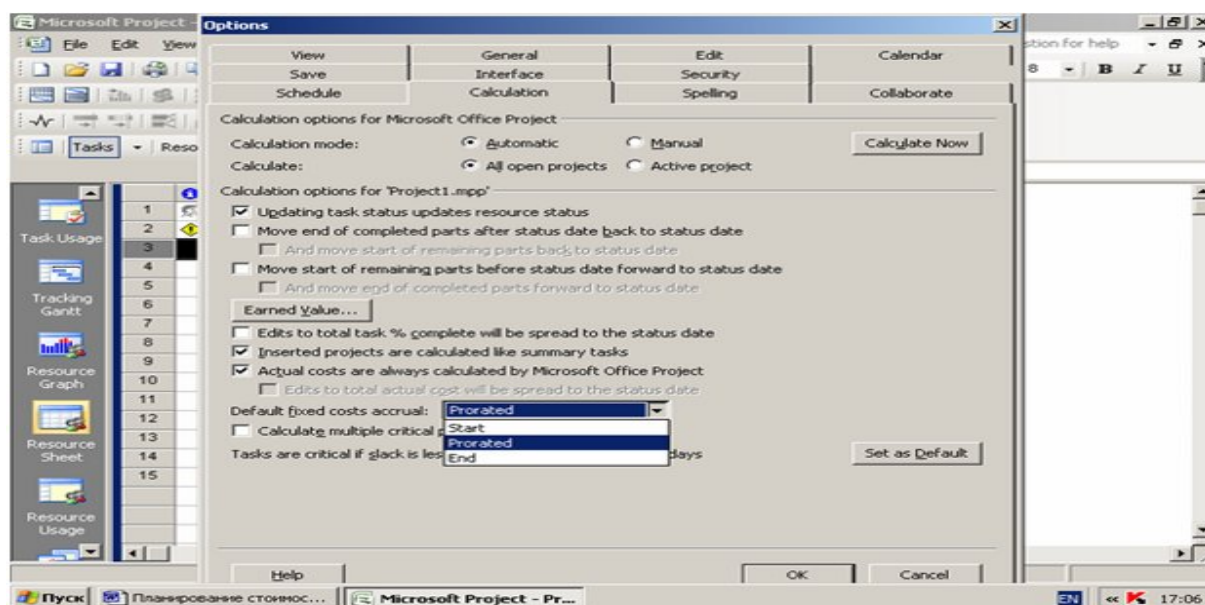 Microsoft Project -
Options
File Edit View
stion for help
8 B I U
Tasks Reso
View General Edit Calendar
Save Interface Security
Schedule Calculation Spelling Collaborate
Calculation options for Microsoft Office Project
Calculation mode: Automatic Manual Calculate Now
Calculate: All open projects Active project
Calculation options for 'Project1.mpp'
Updating task status updates resource status
Move end of completed parts after status date back to status date
And move start of remaining parts back to status date
Move start of remaining parts before status date forward to status date
And move end of completed parts forward to status date
Earned Value...
Edits to total task % complete will be spread to the status date
Inserted projects are calculated like summary tasks
Actual costs are always calculated by Microsoft Office Project
Edits to total actual cost will be spread to the status date
Default fixed costs accrual: Prorated
Start
Calculate multiple critical
Prorated
Tasks are critical if slack is les
End
days
Set as Default
Help OK Cancel
Task Usage
Tracking
Gantt
Resource
Graph
Resource
Sheet
Resource
Usage
1
2
3
4
5
6
7
8
9
10
11
12
13
14
15
Пуск Планирование стоимос... Microsoft Project - Pr... EN « 17:06